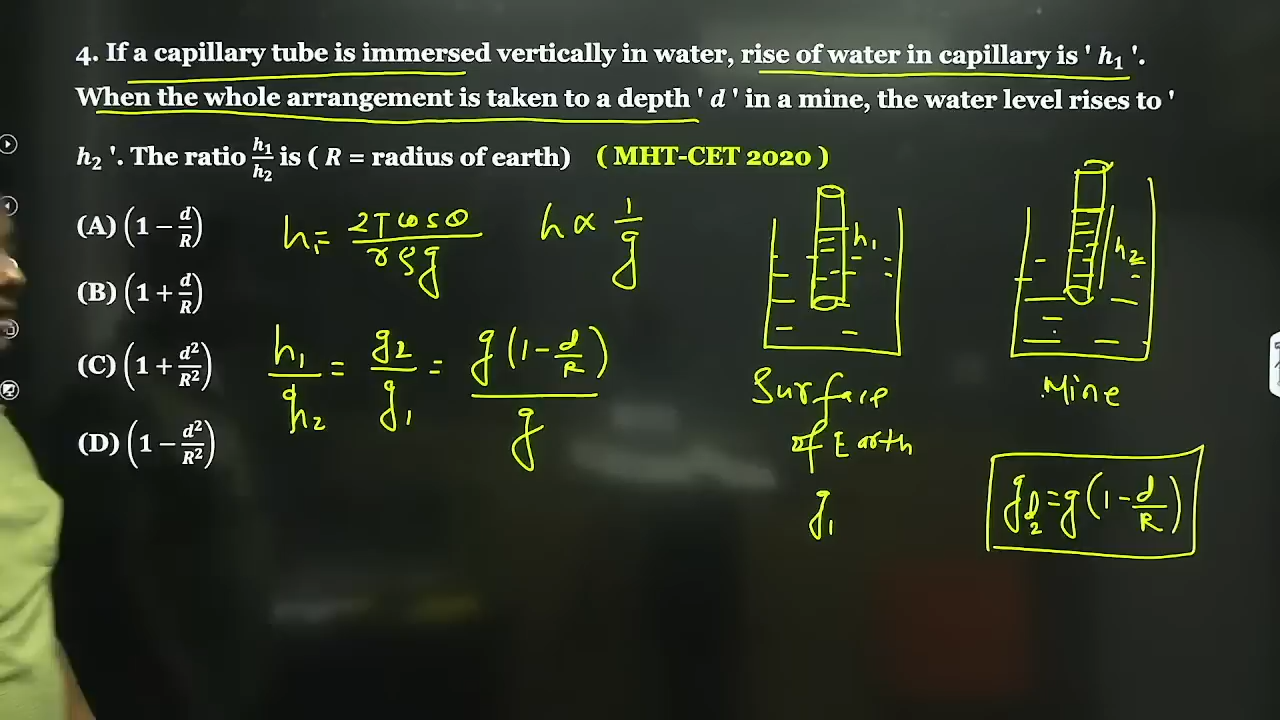 4. If a capillary tube is immersed vertically in water, rise of water in capillary is ' h₁ '.
When the whole arrangement is taken to a depth ' d ' in a mine, the water level rises to '
h₂ '. The ratio h₁/h₂ is ( R = radius of earth) ( MHT-CET 2020 )
(A) (1 − d/R)
(B) (1 + d/R)
(C) (1 + d²/R²)
(D) (1 − d²/R²)
h₁ = 2T cosθ / rρg
h ∝ 1/g
h₁/h₂ = g₂/g₁ = g(1 - d/R) / g
h₁
Surface
of Earth
g₁
h₂
Mine
g_d₂ = g(1 - d/R)